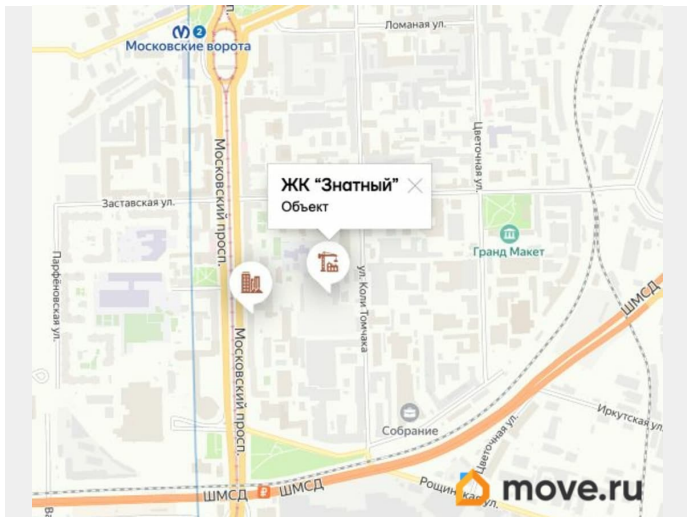 Ломаная ул.
2
Московские ворота
Московский просп.
Цветочная ул.
ЖК “Знатный”
Объект
Заставская ул.
Гранд Макет
Парфёновская ул.
ул. Коли Томчака
ШМСД
Московский просп.
Собрание
Иркутская ул.
Цветочная ул.
ШМСД
ШМСД
move.ru